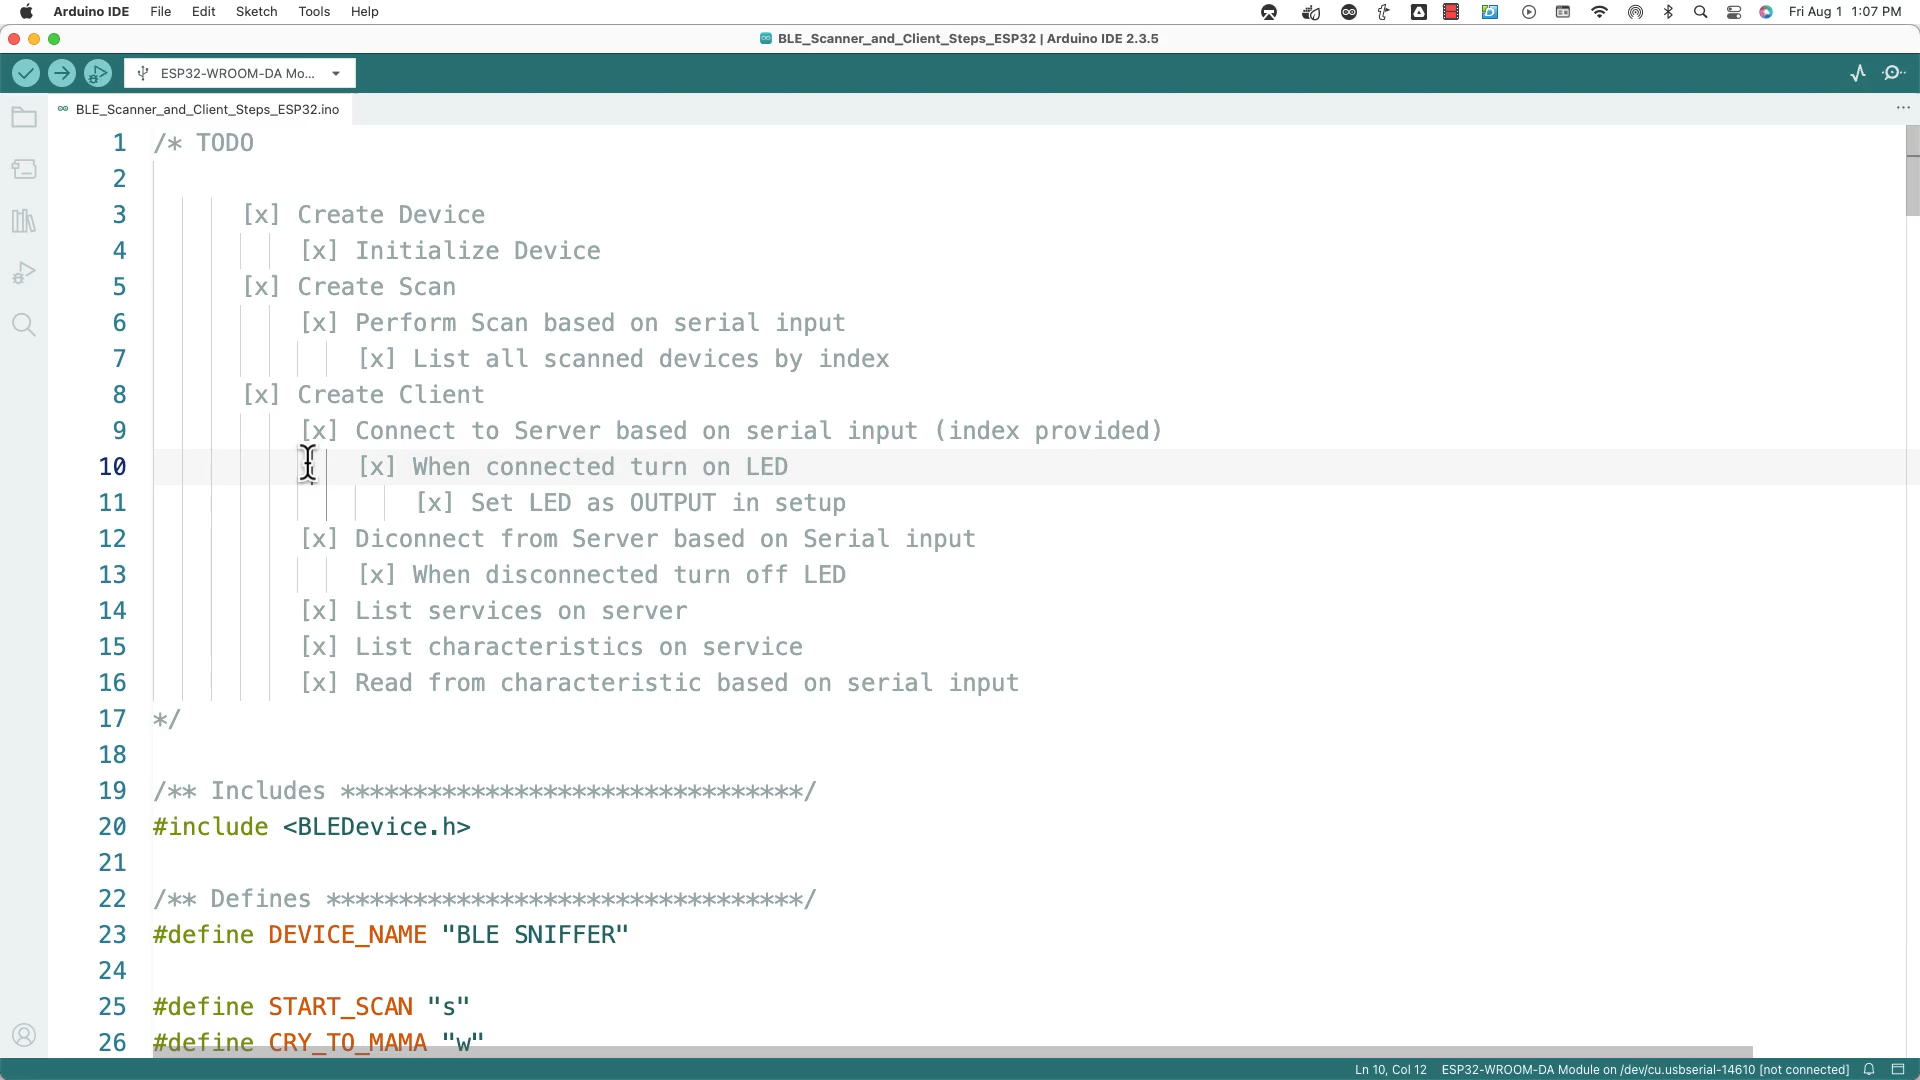 Arduino IDE File Edit Sketch Tools Help Fri Aug 1 1:07 PM
BLE_Scanner_and_Client_Steps_ESP32 | Arduino IDE 2.3.5
ESP32-WROOM-DA Mo...
BLE_Scanner_and_Client_Steps_ESP32.ino
1 /* TODO
2
3 [x] Create Device
4 [x] Initialize Device
5 [x] Create Scan
6 [x] Perform Scan based on serial input
7 [x] List all scanned devices by index
8 [x] Create Client
9 [x] Connect to Server based on serial input (index provided)
10 [x] When connected turn on LED
11 [x] Set LED as OUTPUT in setup
12 [x] Diconnect from Server based on Serial input
13 [x] When disconnected turn off LED
14 [x] List services on server
15 [x] List characteristics on service
16 [x] Read from characteristic based on serial input
17 */
18
19 /** Includes ********************************/
20 #include <BLEDevice.h>
21
22 /** Defines *********************************/
23 #define DEVICE_NAME "BLE SNIFFER"
24
25 #define START_SCAN "s"
26 #define CRY_TO_MAMA "w"
Ln 10, Col 12 ESP32-WROOM-DA Module on /dev/cu.usbserial-14610 [not connected]